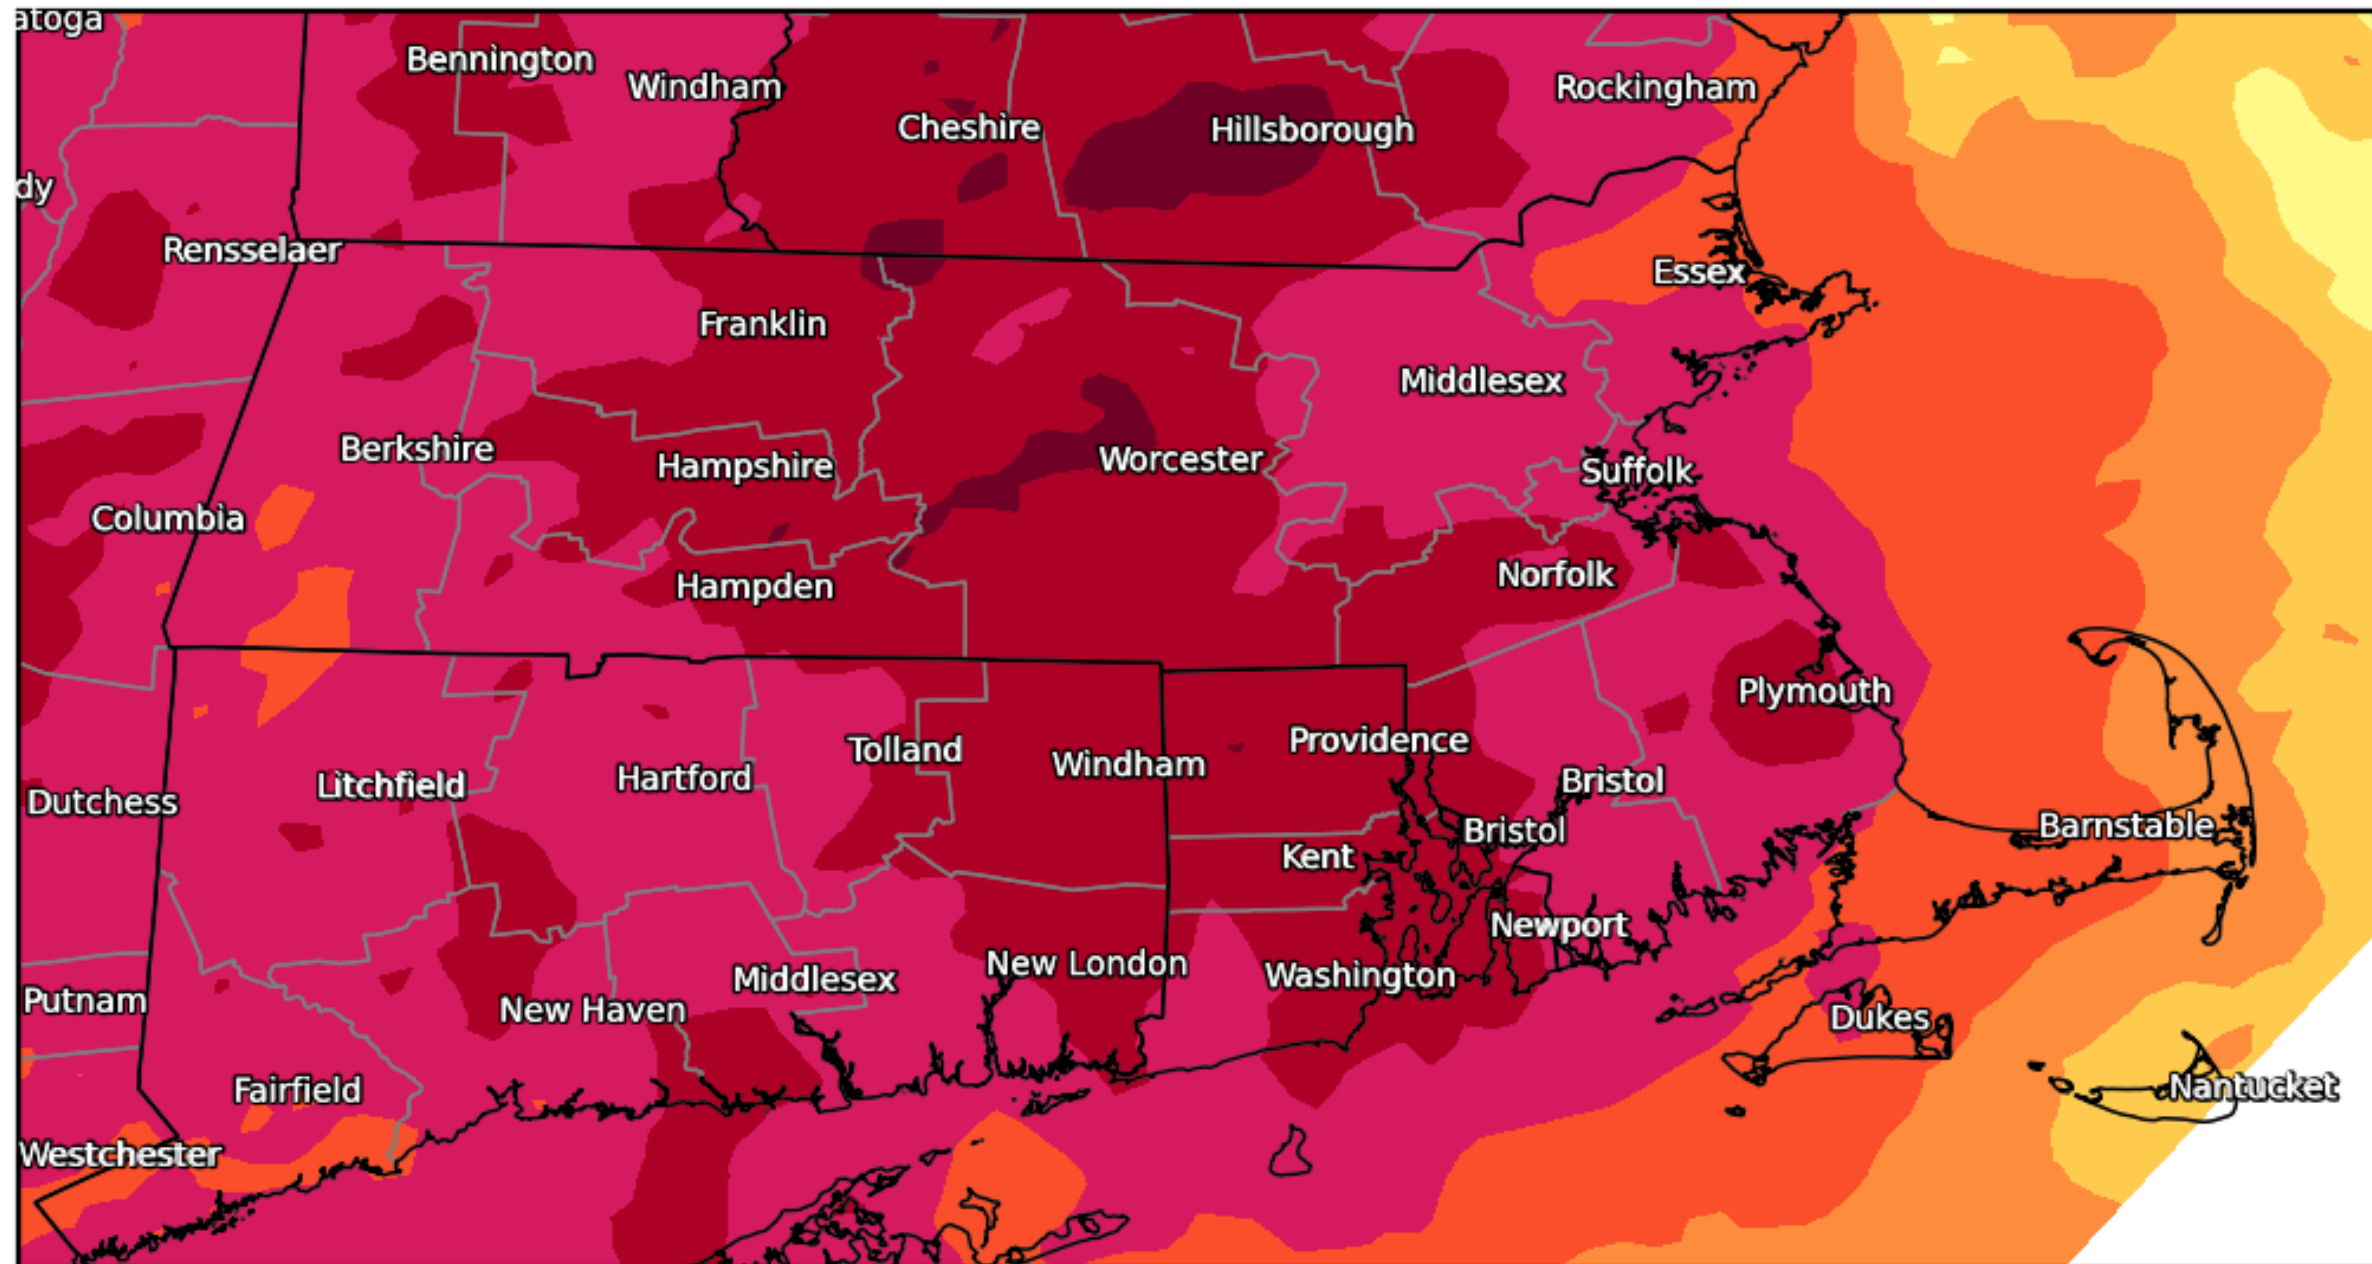 atoga
Bennington
Windham
Rockingham
Cheshire
Hillsborough
dy
Rensselaer
Essex
Franklin
Middlesex
Berkshire
Hampshire
Worcester
Suffolk
Columbia
Norfolk
Hampden
Plymouth
Providence
Tolland
Windham
Hartford
Litchfield
Bristol
Dutchess
Barnstable
Bristol
Kent
Newport
New London
Washington
Middlesex
Putnam
New Haven
Dukes
Fairfield
Nantucket
Westchester